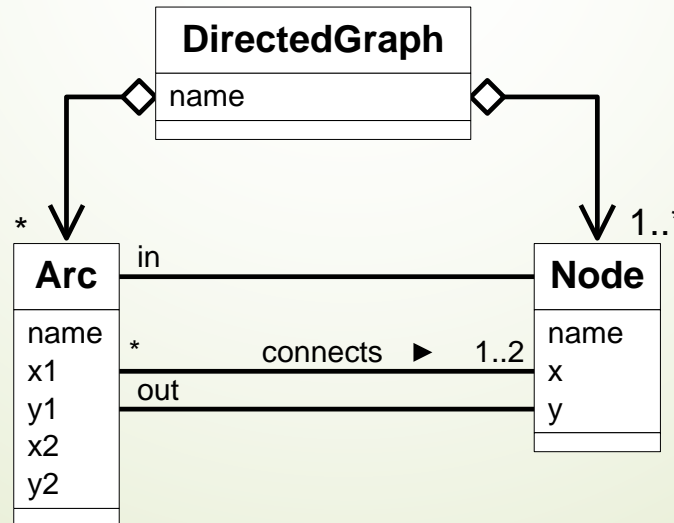 DirectedGraph
name
*
1..*
Arc
in
Node
name
x1
y1
x2
y2
* connects ► 1..2
out
name
x
y